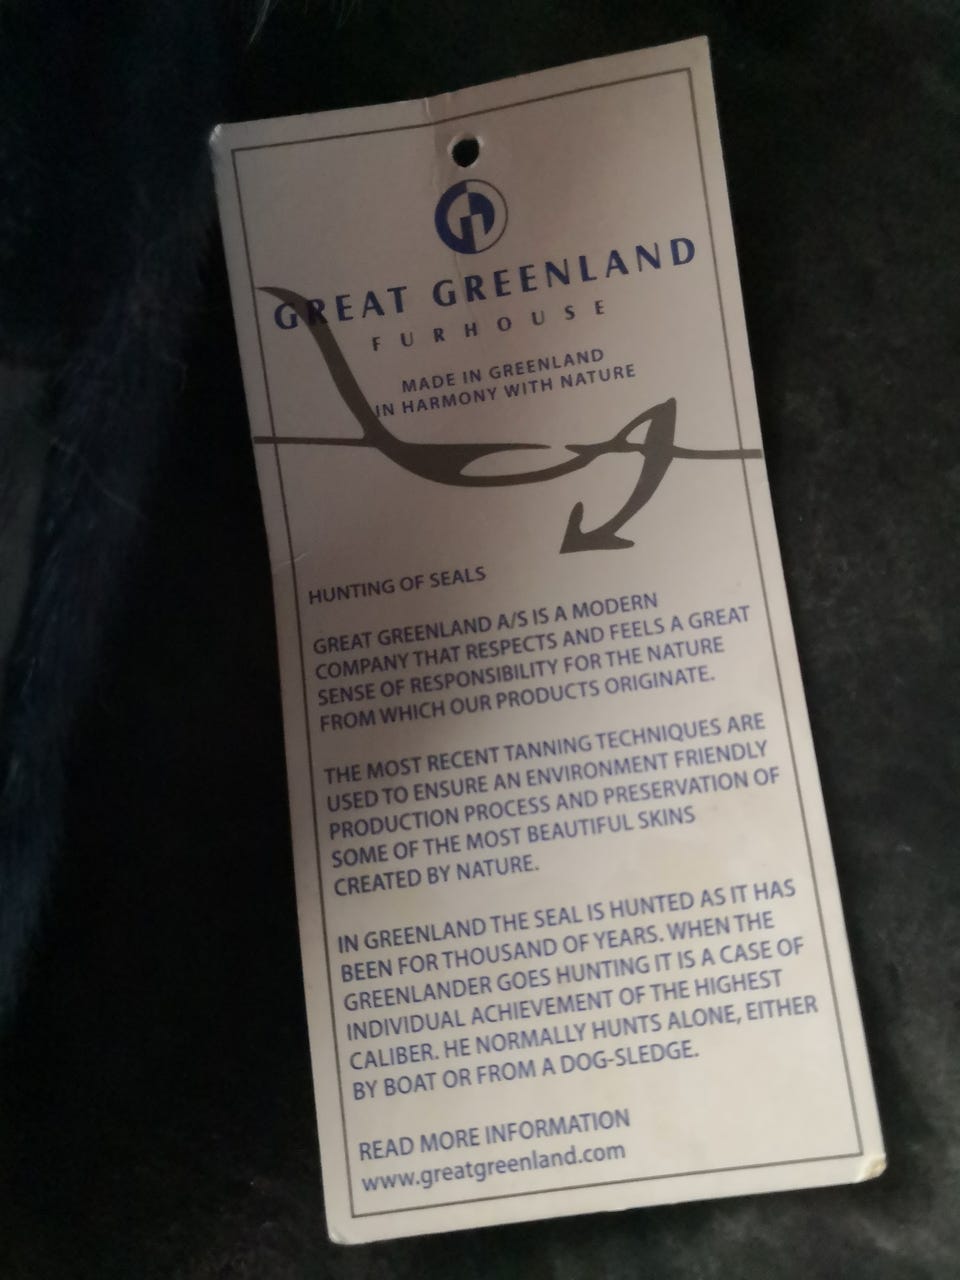 GREAT GREENLAND
FURHOUSE
MADE IN GREENLAND
IN HARMONY WITH NATURE
HUNTING OF SEALS
GREAT GREENLAND A/S IS A MODERN
COMPANY THAT RESPECTS AND FEELS A GREAT
SENSE OF RESPONSIBILITY FOR THE NATURE
FROM WHICH OUR PRODUCTS ORIGINATE.
THE MOST RECENT TANNING TECHNIQUES ARE
USED TO ENSURE AN ENVIRONMENT FRIENDLY
PRODUCTION PROCESS AND PRESERVATION OF
SOME OF THE MOST BEAUTIFUL SKINS
CREATED BY NATURE.
IN GREENLAND THE SEAL IS HUNTED AS IT HAS
BEEN FOR THOUSAND OF YEARS. WHEN THE
GREENLANDER GOES HUNTING IT IS A CASE OF
INDIVIDUAL ACHIEVEMENT OF THE HIGHEST
CALIBER. HE NORMALLY HUNTS ALONE, EITHER
BY BOAT OR FROM A DOG-SLEDGE.
READ MORE INFORMATION
www.greatgreenland.com